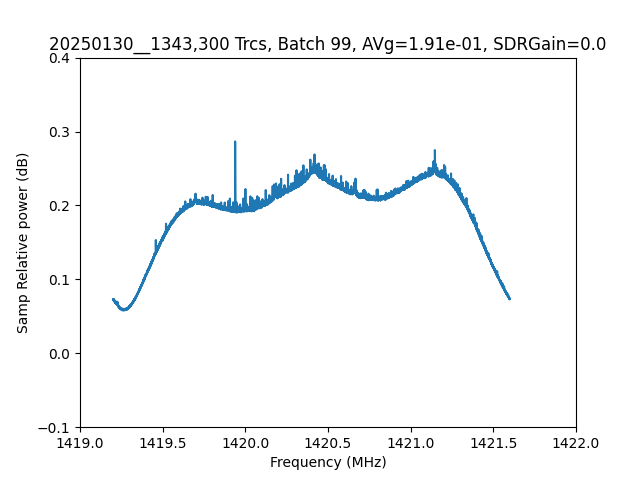 20250130__1343,300 Trcs, Batch 99, AVg=1.91e-01, SDRGain=0.0
0.4
0.3
0.2
0.1
0.0
−0.1
Samp Relative power (dB)
1419.0 1419.5 1420.0 1420.5 1421.0 1421.5 1422.0
Frequency (MHz)